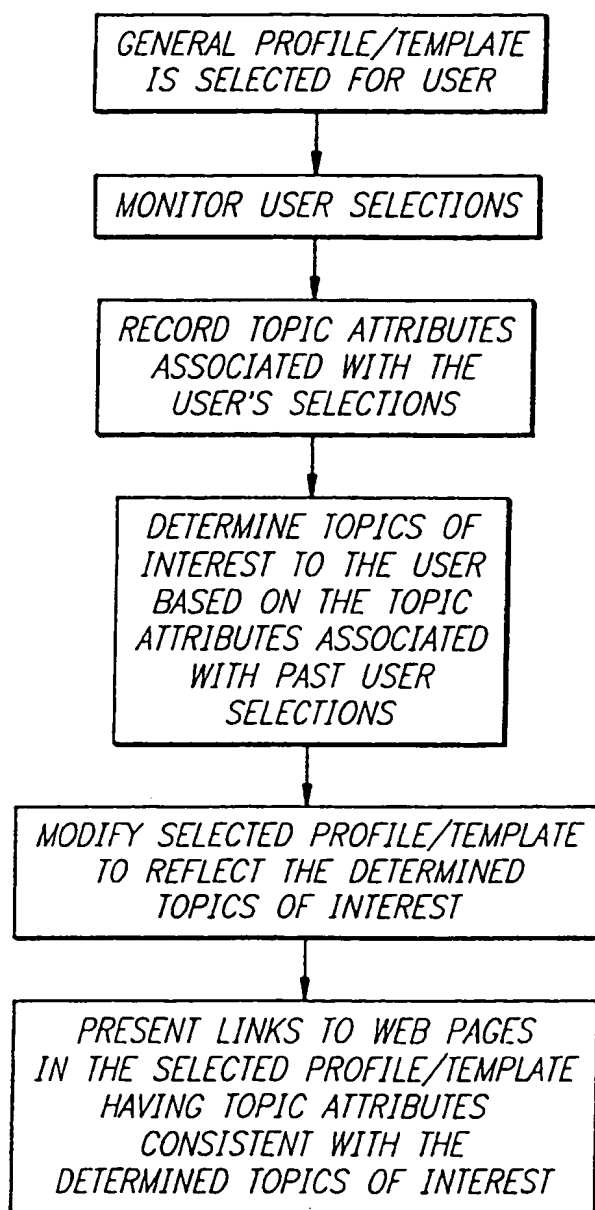 GENERAL PROFILE/TEMPLATE
IS SELECTED FOR USER
MONITOR USER SELECTIONS
RECORD TOPIC ATTRIBUTES
ASSOCIATED WITH THE
USER'S SELECTIONS
DETERMINE TOPICS OF
INTEREST TO THE USER
BASED ON THE TOPIC
ATTRIBUTES ASSOCIATED
WITH PAST USER
SELECTIONS
MODIFY SELECTED PROFILE/TEMPLATE
TO REFLECT THE DETERMINED
TOPICS OF INTEREST
PRESENT LINKS TO WEB PAGES
IN THE SELECTED PROFILE/TEMPLATE
HAVING TOPIC ATTRIBUTES
CONSISTENT WITH THE
DETERMINED TOPICS OF INTEREST